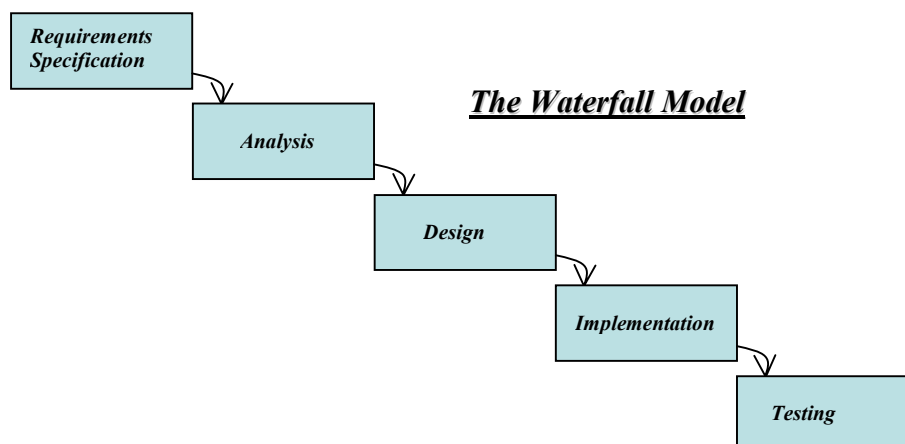 Requirements
Specification
The Waterfall Model
Analysis
Design
Implementation
Testing